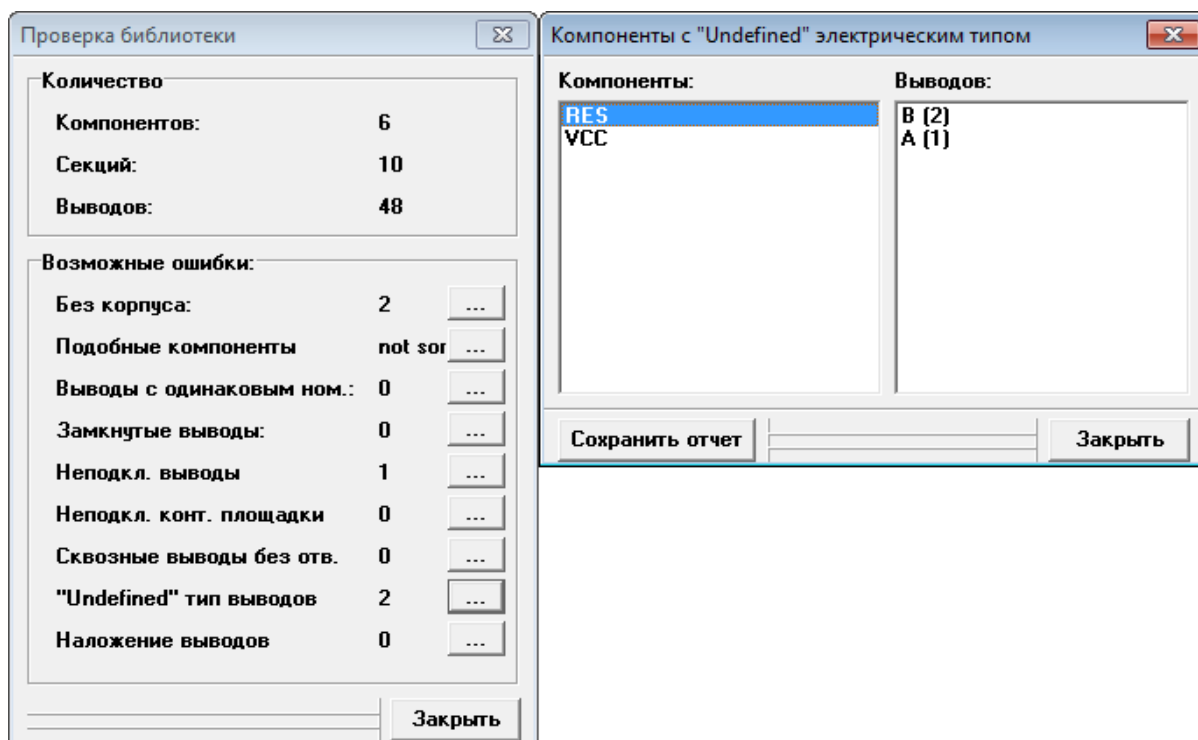 Проверка библиотеки
Количество
Компонентов: 6
Секций: 10
Выводов: 48
Возможные ошибки:
Без корпуса: 2 ...
Подобные компоненты not sor ...
Выводы с одинаковым ном.: 0 ...
Замкнутые выводы: 0 ...
Неподкл. выводы 1 ...
Неподкл. конт. площадки 0 ...
Сквозные выводы без отв. 0 ...
"Undefined" тип выводов 2 ...
Наложение выводов 0 ...
Закрыть
Компоненты с "Undefined" электрическим типом
Компоненты: Выводов:
RES B (2)
VCC A (1)
Сохранить отчет Закрыть